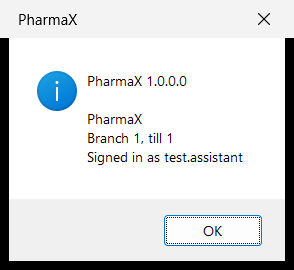 PharmaX
PharmaX 1.0.0.0
PharmaX
Branch 1, till 1
Signed in as test.assistant
OK